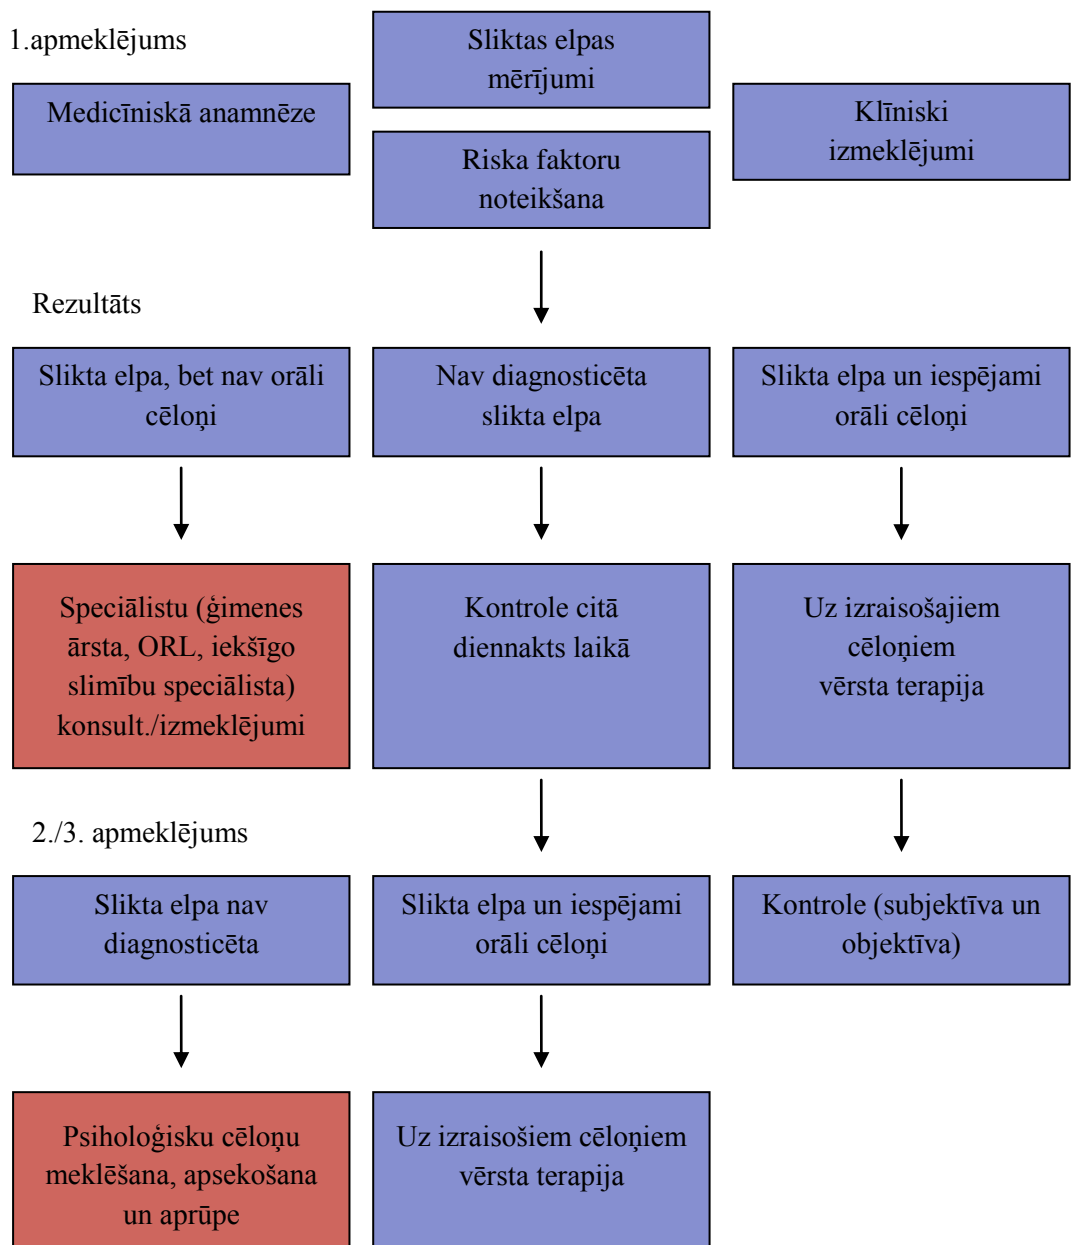 1.apmeklējums
Sliktas elpas
mērījumi
Medicīniskā anamnēze
Klīniski
izmeklējumi
Riska faktoru
noteikšana
Rezultāts
Slikta elpa, bet nav orāli
cēloņi
Nav diagnosticēta
slikta elpa
Slikta elpa un iespējami
orāli cēloņi
Speciālistu (ģimenes
ārsta, ORL, iekšīgo
slimību speciālista)
konsult./izmeklējumi
Kontrole citā
diennakts laikā
Uz izraisošajiem
cēloņiem
vērsta terapija
2./3. apmeklējums
Slikta elpa nav
diagnosticēta
Slikta elpa un iespējami
orāli cēloņi
Kontrole (subjektīva un
objektīva)
Psiholoģisku cēloņu
meklēšana, apsekošana
un aprūpe
Uz izraisošiem cēloņiem
vērsta terapija